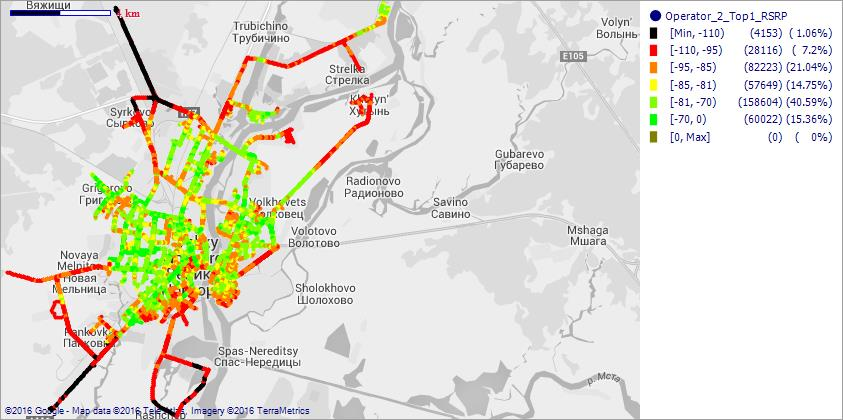 Вяжищи
km
Trubichino
Трубичино
Volyn'
Волынь
E105
Strelka
Стрелка
Khutyn'
Хутынь
Сырково
Gubarevo
Губарево
Radionovo
Радионово
Grigorovo
Savino
Савино
Volkhovets
Volotovo
Волотово
Mshaga
Мшага
Novaya
Melnitsa
Новая
Мельница
Sholokhovo
Шолохово
Pankovka
Панковка
Spas-Nereditsy
Спас-Нередицы
р. Мста
©2016 Google - Map data ©2016 Tele Atlas, Imagery ©2016 TerraMetrics
Operator_2_Top1_RSRP
[Min, -110) (4153) ( 1.06%)
[-110, -95) (28116) ( 7.2%)
[-95, -85) (82223) (21.04%)
[-85, -81) (57649) (14.75%)
[-81, -70) (158604) (40.59%)
[-70, 0) (60022) (15.36%)
[0, Max] (0) ( 0%)